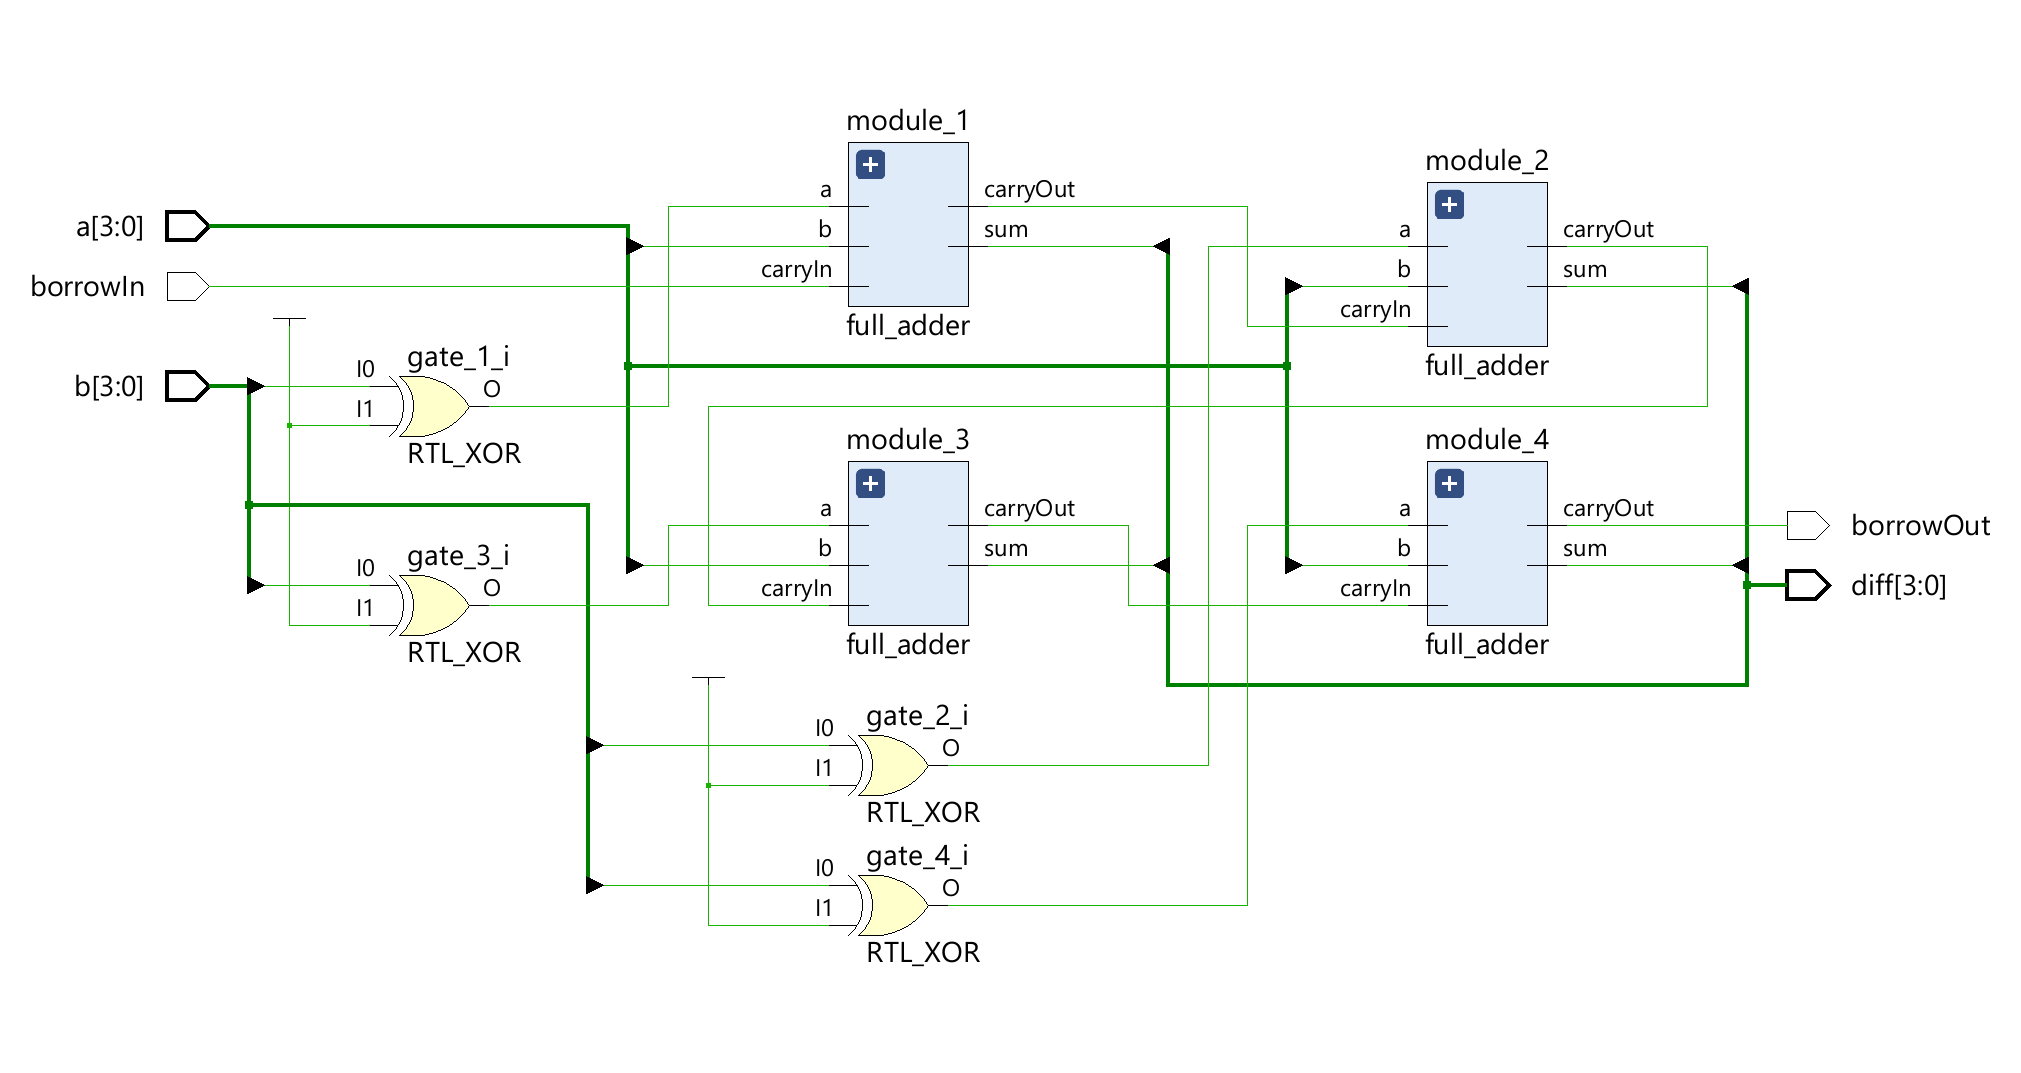 module_1
module_2
a
carryOut
b
sum
carryIn
full_adder
a
carryOut
b
sum
carryIn
full_adder
a[3:0]
borrowIn
b[3:0]
gate_1_i
I0
O
I1
RTL_XOR
module_3
a
carryOut
b
sum
carryIn
full_adder
module_4
a
carryOut
b
sum
carryIn
full_adder
borrowOut
diff[3:0]
gate_3_i
I0
O
I1
RTL_XOR
gate_2_i
I0
O
I1
RTL_XOR
gate_4_i
I0
O
I1
RTL_XOR